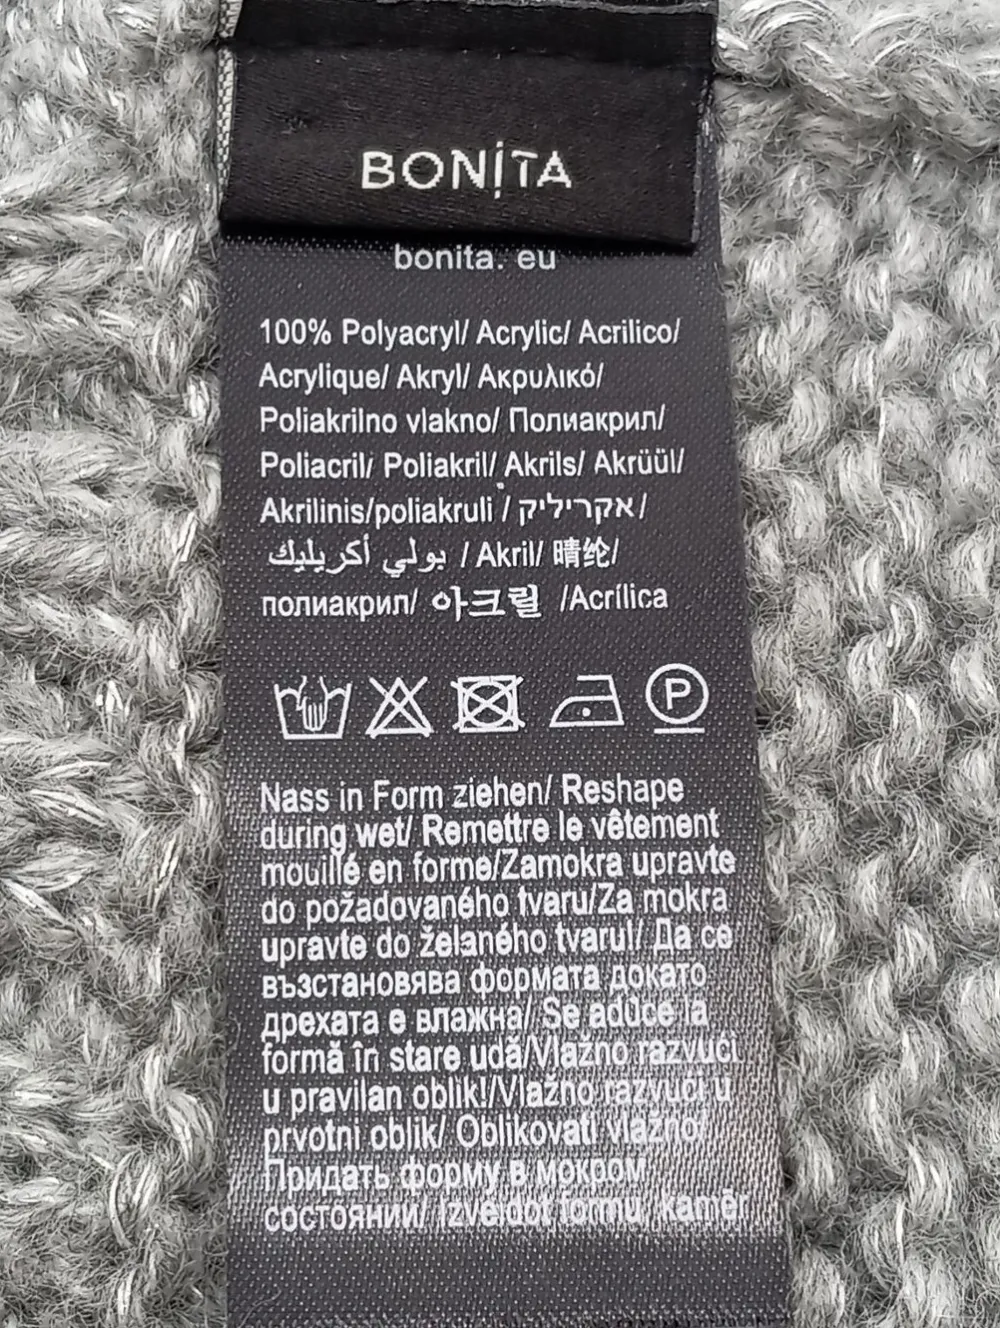 BONITA
bonita. eu
100% Polyacryl/ Acrylic/ Acrilico/
Acrylique/ Akryl/ Ακρυλικό/
Poliakrilno vlakno/ Полиакрил/
Poliacril/ Poliakril/ Akrils/ Akrüül/
Akrilinis/poliakruli / אקריליק/
بولي أكريليك / Akril/ 晴纶/
полиакрил/ 아크릴 /Acrílica
P
Nass in Form ziehen/ Reshape
during wet/ Remettre le vêtement
mouillé en forme/Zamokra upravte
do požadovaného tvaru/Za mokra
upravte do želaného tvaru!/ Да се
възстановява формата докато
дрехата е влажна/ Se aduce la
formă în stare udă/Vlažno razvući
u pravilan oblik!/Vlažno razvući u
prvotni oblik/ Oblikovati vlažno/
Придать форму в мокром
состоянии/ Izveidot formu, kamēr